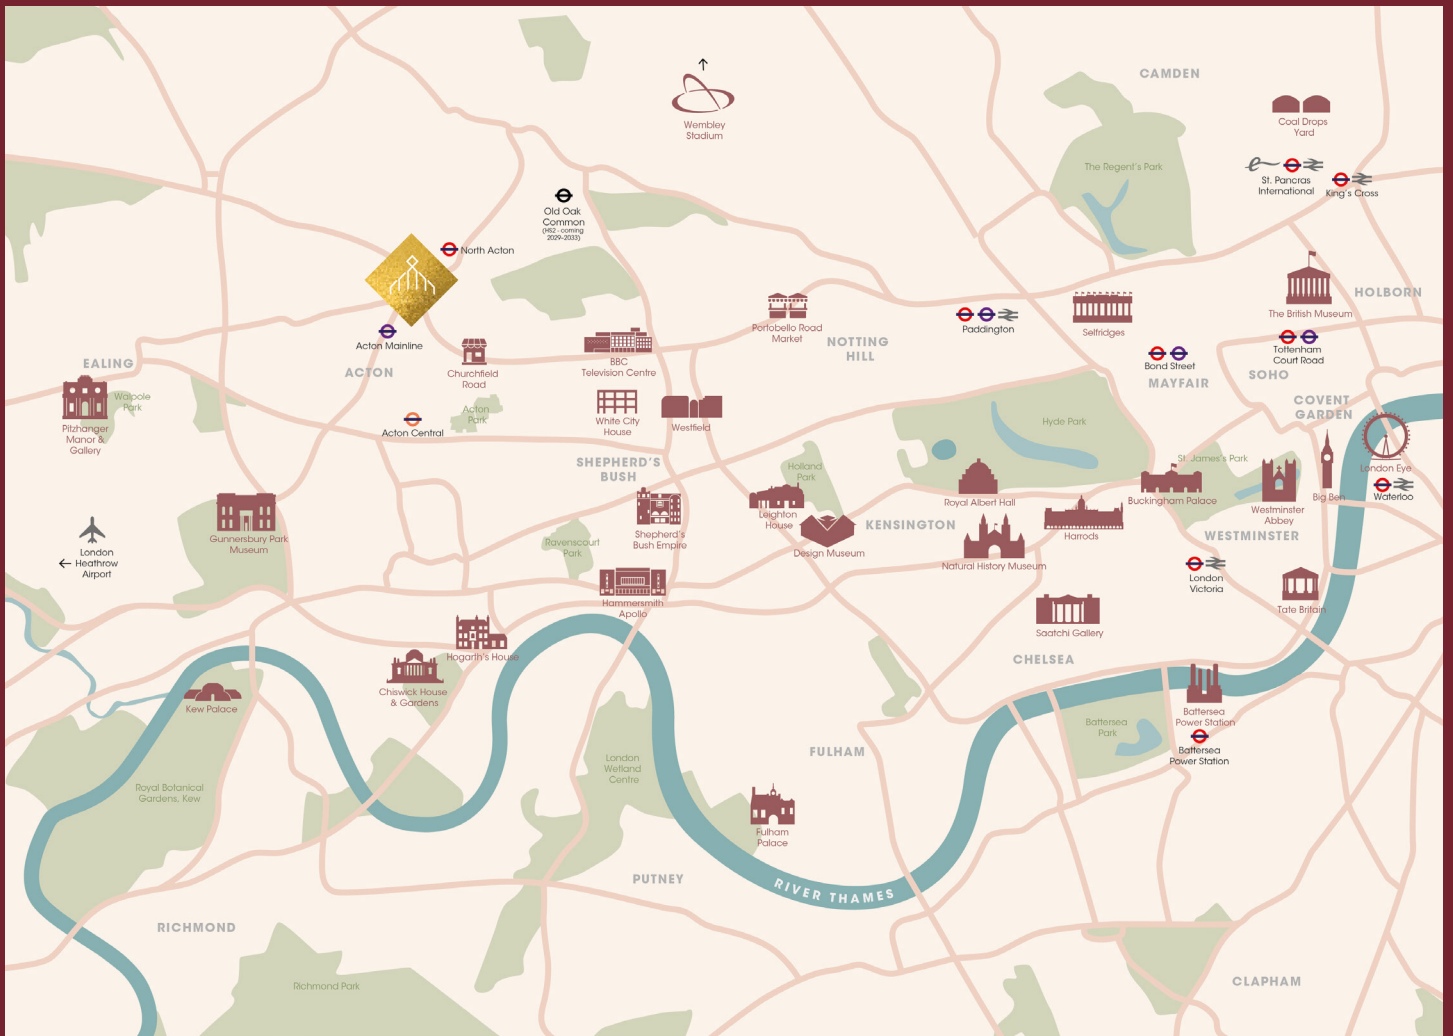 CAMDEN
Wembley
Stadium
Coal Drops
Yard
The Regent's Park
St. Pancras
International
King's Cross
Old Oak
Common
(HS2 - coming
2029-2033)
North Acton
HOLBORN
The British Museum
Acton Mainline
Portobello Road
Market
NOTTING
HILL
Paddington
Selfridges
Tottenham
Court Road
Bond Street
MAYFAIR
SOHO
EALING
ACTON
Churchfield
Road
BBC
Television Centre
Walpole
Park
Pitzhanger
Manor &
Gallery
Acton
Park
Acton Central
White City
House
Westfield
Hyde Park
COVENT
GARDEN
SHEPHERD'S
BUSH
Holland
Park
St. James's Park
London Eye
Royal Albert Hall
Buckingham Palace
Big Ben
Waterloo
Westminster
Abbey
Leighton
House
KENSINGTON
Harrods
WESTMINSTER
Gunnersbury Park
Museum
Shepherd's
Bush Empire
Ravenscourt
Park
Design Museum
Natural History Museum
London
Heathrow
Airport
London
Victoria
Hammersmith
Apollo
Tate Britain
Saatchi Gallery
Hogarth's House
CHELSEA
Chiswick House
& Gardens
Kew Palace
Battersea
Power Station
Battersea
Park
Battersea
Power Station
FULHAM
London
Wetland
Centre
Royal Botanical
Gardens, Kew
Fulham
Palace
PUTNEY
RIVER THAMES
RICHMOND
Richmond Park
CLAPHAM